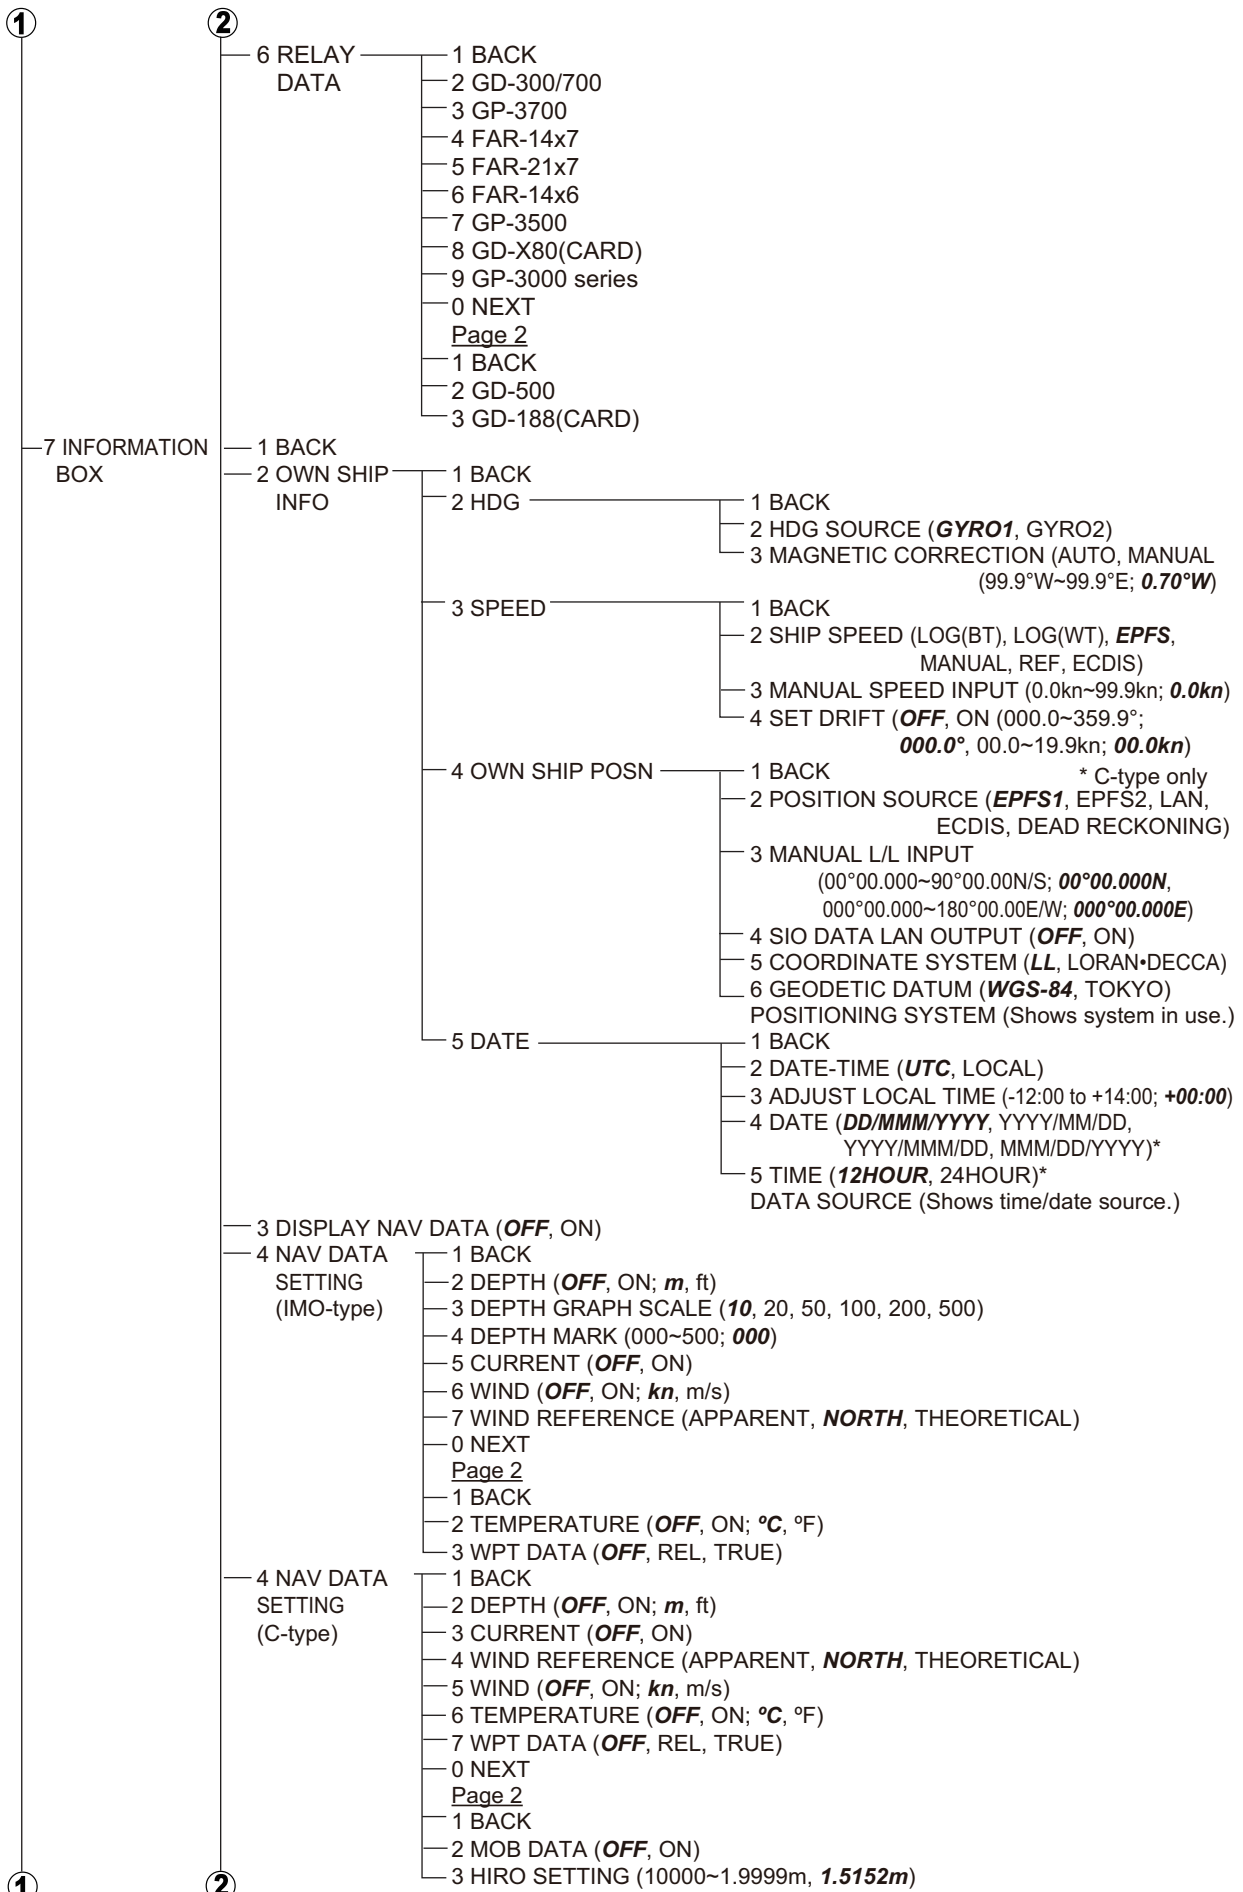 1
2
6 RELAY DATA
1 BACK
2 GD-300/700
3 GP-3700
4 FAR-14x7
5 FAR-21x7
6 FAR-14x6
7 GP-3500
8 GD-X80(CARD)
9 GP-3000 series
0 NEXT
Page 2
1 BACK
2 GD-500
3 GD-188(CARD)
7 INFORMATION BOX
1 BACK
2 OWN SHIP INFO
1 BACK
2 HDG
1 BACK
2 HDG SOURCE (GYRO1, GYRO2)
3 MAGNETIC CORRECTION (AUTO, MANUAL
(99.9°W~99.9°E; 0.70°W)
3 SPEED
1 BACK
2 SHIP SPEED (LOG(BT), LOG(WT), EPFS,
MANUAL, REF, ECDIS)
3 MANUAL SPEED INPUT (0.0kn~99.9kn; 0.0kn)
4 SET DRIFT (OFF, ON (000.0~359.9°;
000.0°, 00.0~19.9kn; 00.0kn)
4 OWN SHIP POSN
1 BACK
* C-type only
2 POSITION SOURCE (EPFS1, EPFS2, LAN,
ECDIS, DEAD RECKONING)
3 MANUAL L/L INPUT
(00°00.000~90°00.00N/S; 00°00.000N,
000°00.000~180°00.00E/W; 000°00.000E)
4 SIO DATA LAN OUTPUT (OFF, ON)
5 COORDINATE SYSTEM (LL, LORAN•DECCA)
6 GEODETIC DATUM (WGS-84, TOKYO)
POSITIONING SYSTEM (Shows system in use.)
5 DATE
1 BACK
2 DATE-TIME (UTC, LOCAL)
3 ADJUST LOCAL TIME (-12:00 to +14:00; +00:00)
4 DATE (DD/MMM/YYYY, YYYY/MM/DD,
YYYY/MMM/DD, MMM/DD/YYYY)*
5 TIME (12HOUR, 24HOUR)*
DATA SOURCE (Shows time/date source.)
3 DISPLAY NAV DATA (OFF, ON)
4 NAV DATA
SETTING
(IMO-type)
1 BACK
2 DEPTH (OFF, ON; m, ft)
3 DEPTH GRAPH SCALE (10, 20, 50, 100, 200, 500)
4 DEPTH MARK (000~500; 000)
5 CURRENT (OFF, ON)
6 WIND (OFF, ON; kn, m/s)
7 WIND REFERENCE (APPARENT, NORTH, THEORETICAL)
0 NEXT
Page 2
1 BACK
2 TEMPERATURE (OFF, ON; ºC, ºF)
3 WPT DATA (OFF, REL, TRUE)
4 NAV DATA
SETTING
(C-type)
1 BACK
2 DEPTH (OFF, ON; m, ft)
3 CURRENT (OFF, ON)
4 WIND REFERENCE (APPARENT, NORTH, THEORETICAL)
5 WIND (OFF, ON; kn, m/s)
6 TEMPERATURE (OFF, ON; ºC, ºF)
7 WPT DATA (OFF, REL, TRUE)
0 NEXT
Page 2
1 BACK
2 MOB DATA (OFF, ON)
3 HIRO SETTING (10000~1.9999m, 1.5152m)
1
2